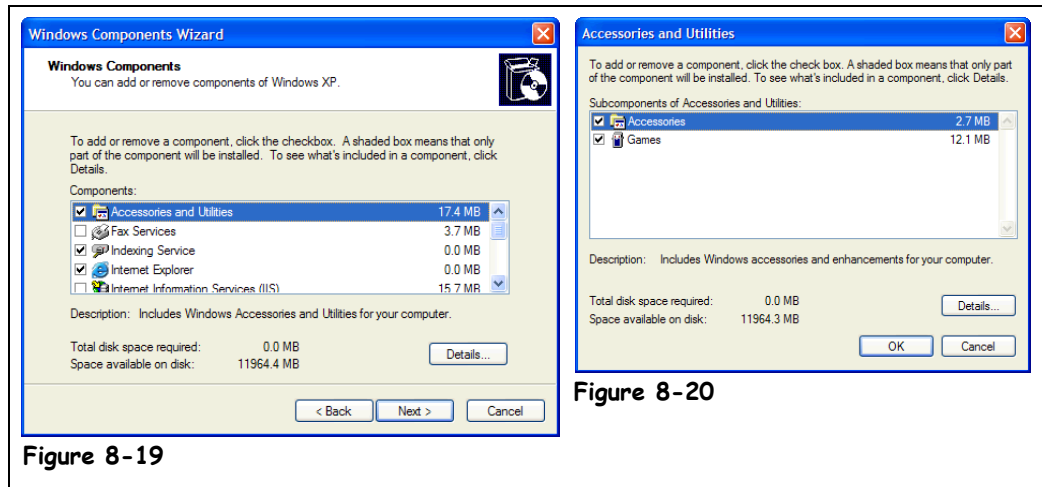 Windows Components Wizard
Windows Components
You can add or remove components of Windows XP.
To add or remove a component, click the checkbox. A shaded box means that only
part of the component will be installed. To see what's included in a component, click
Details.
Components:
Accessories and Utilities 17.4 MB
Fax Services 3.7 MB
Indexing Service 0.0 MB
Internet Explorer 0.0 MB
Internet Information Services (IIS) 15.7 MB
Description: Includes Windows Accessories and Utilities for your computer.
Total disk space required: 0.0 MB
Space available on disk: 11964.4 MB
Details...
< Back
Next >
Cancel
Figure 8-19
Accessories and Utilities
To add or remove a component, click the check box. A shaded box means that only part
of the component will be installed. To see what's included in a component, click Details.
Subcomponents of Accessories and Utilities:
Accessories 2.7 MB
Games 12.1 MB
Description: Includes Windows accessories and enhancements for your computer.
Total disk space required: 0.0 MB
Space available on disk: 11964.3 MB
Details...
OK
Cancel
Figure 8-20